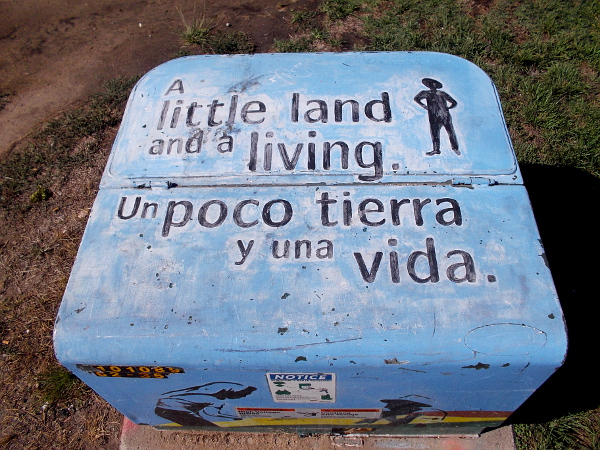 A
little land
and a living.
Un poco tierra
y una vida.
NOTICE